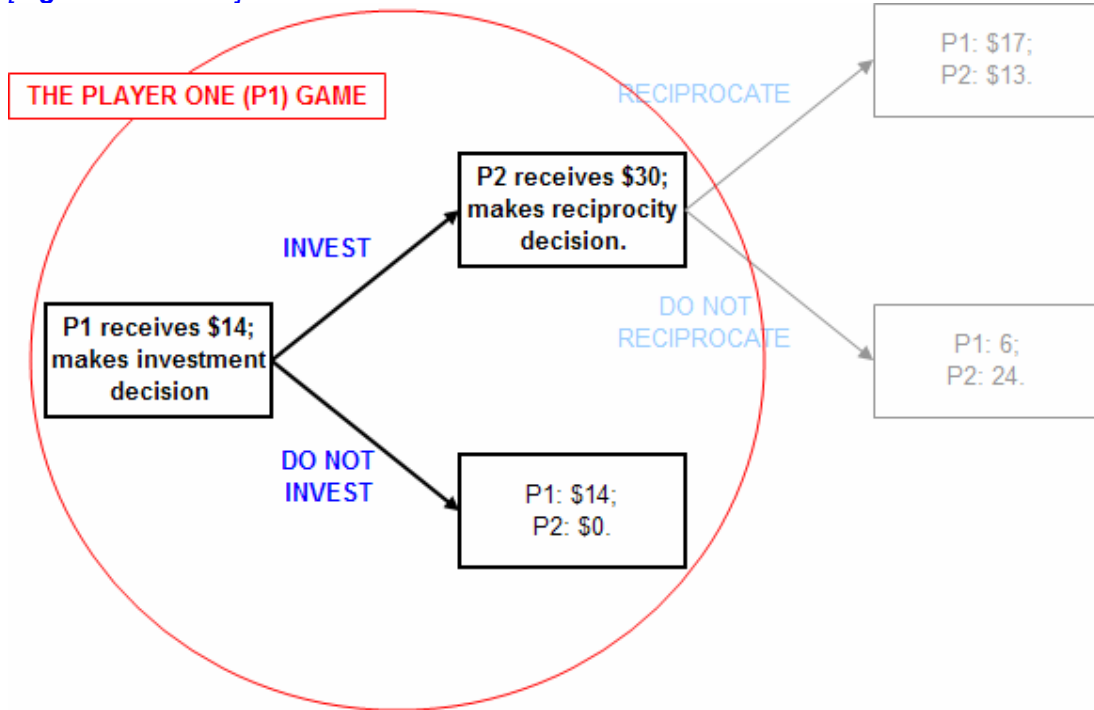 THE PLAYER ONE (P1) GAME
P1 receives $14;
makes investment
decision
INVEST
DO NOT
INVEST
P2 receives $30;
makes reciprocity
decision.
P1: $14;
P2: $0.
RECIPROCATE
DO NOT
RECIPROCATE
P1: $17;
P2: $13.
P1: 6;
P2: 24.